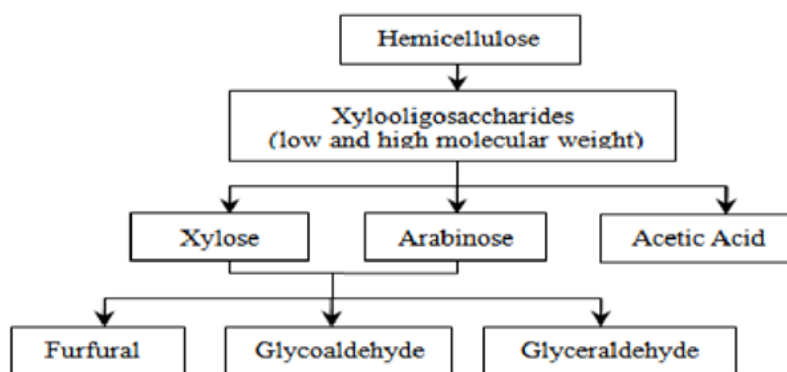 Hemicellulose
Xylooligosaccharides
(low and high molecular weight)
Xylose
Arabinose
Acetic Acid
Furfural
Glycoaldehyde
Glyceraldehyde